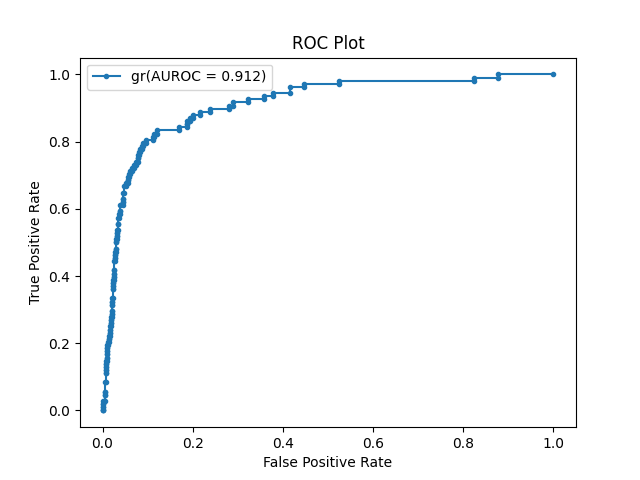 ROC Plot
gr(AUROC = 0.912)
1.0
0.8
0.6
0.4
0.2
0.0
True Positive Rate
0.0 0.2 0.4 0.6 0.8 1.0
False Positive Rate